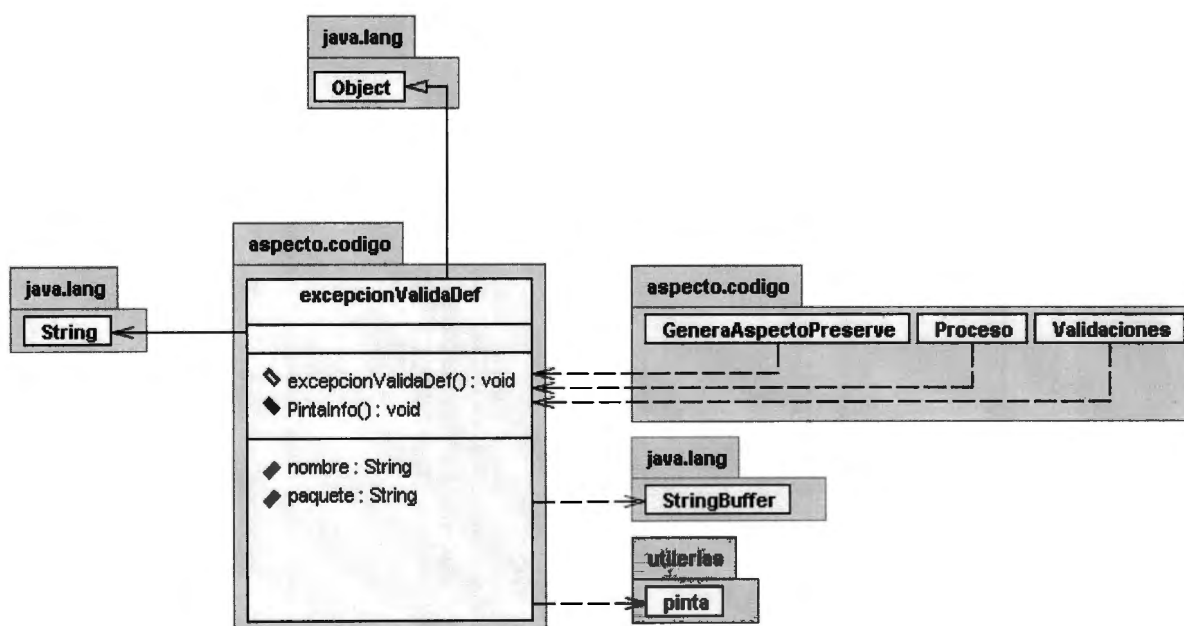 java.lang
Object
aspecto.codigo
java.lang
String
excepcionValidaDef
excepcionValidaDef() : void
PintaInfo() : void
nombre : String
paquete : String
aspecto.codigo
GeneraAspectoPreserve
Proceso
Validaciones
java.lang
StringBuffer
utilerias
pinta